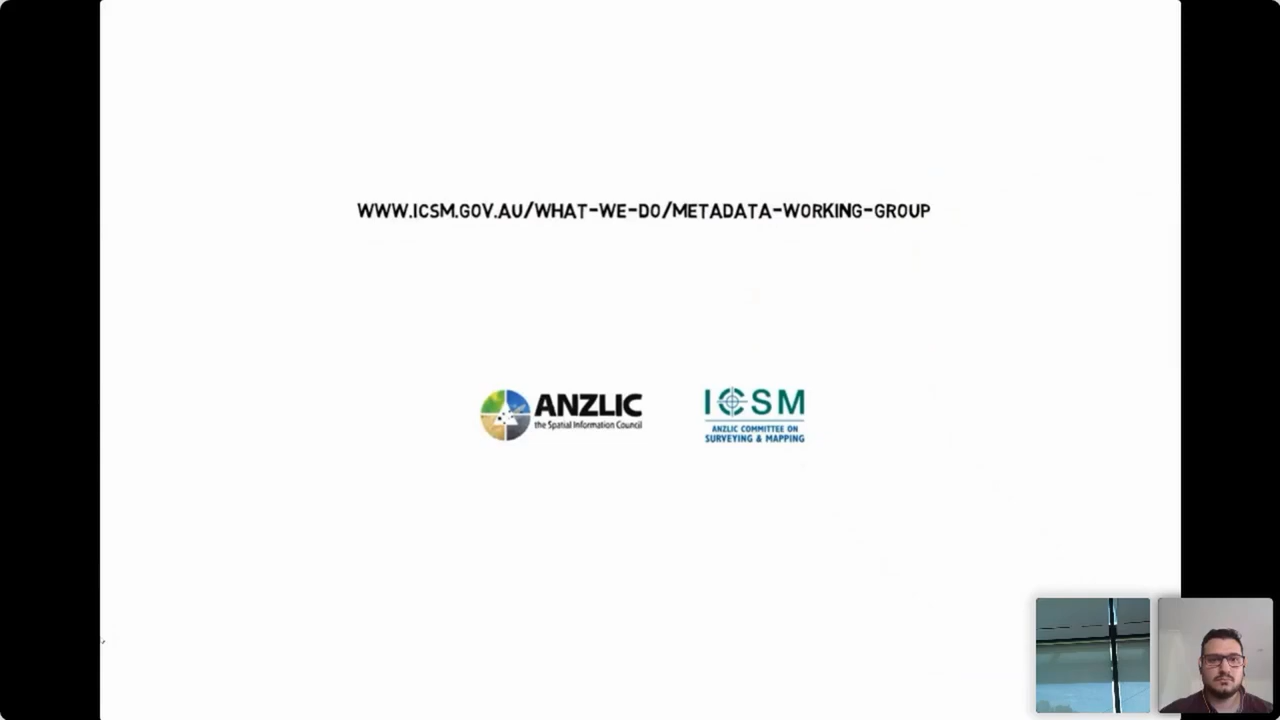 WWW.ICSM.GOV.AU/WHAT-WE-DO/METADATA-WORKING-GROUP
ANZLIC
the Spatial Information Council
ICSM
ANZLIC COMMITTEE ON
SURVEYING & MAPPING